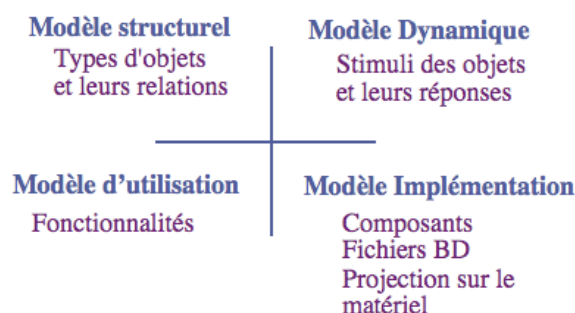 Modèle structurel
Types d'objets
et leurs relations
Modèle Dynamique
Stimuli des objets
et leurs réponses
Modèle d’utilisation
Fonctionnalités
Modèle Implémentation
Composants
Fichiers BD
Projection sur le
matériel